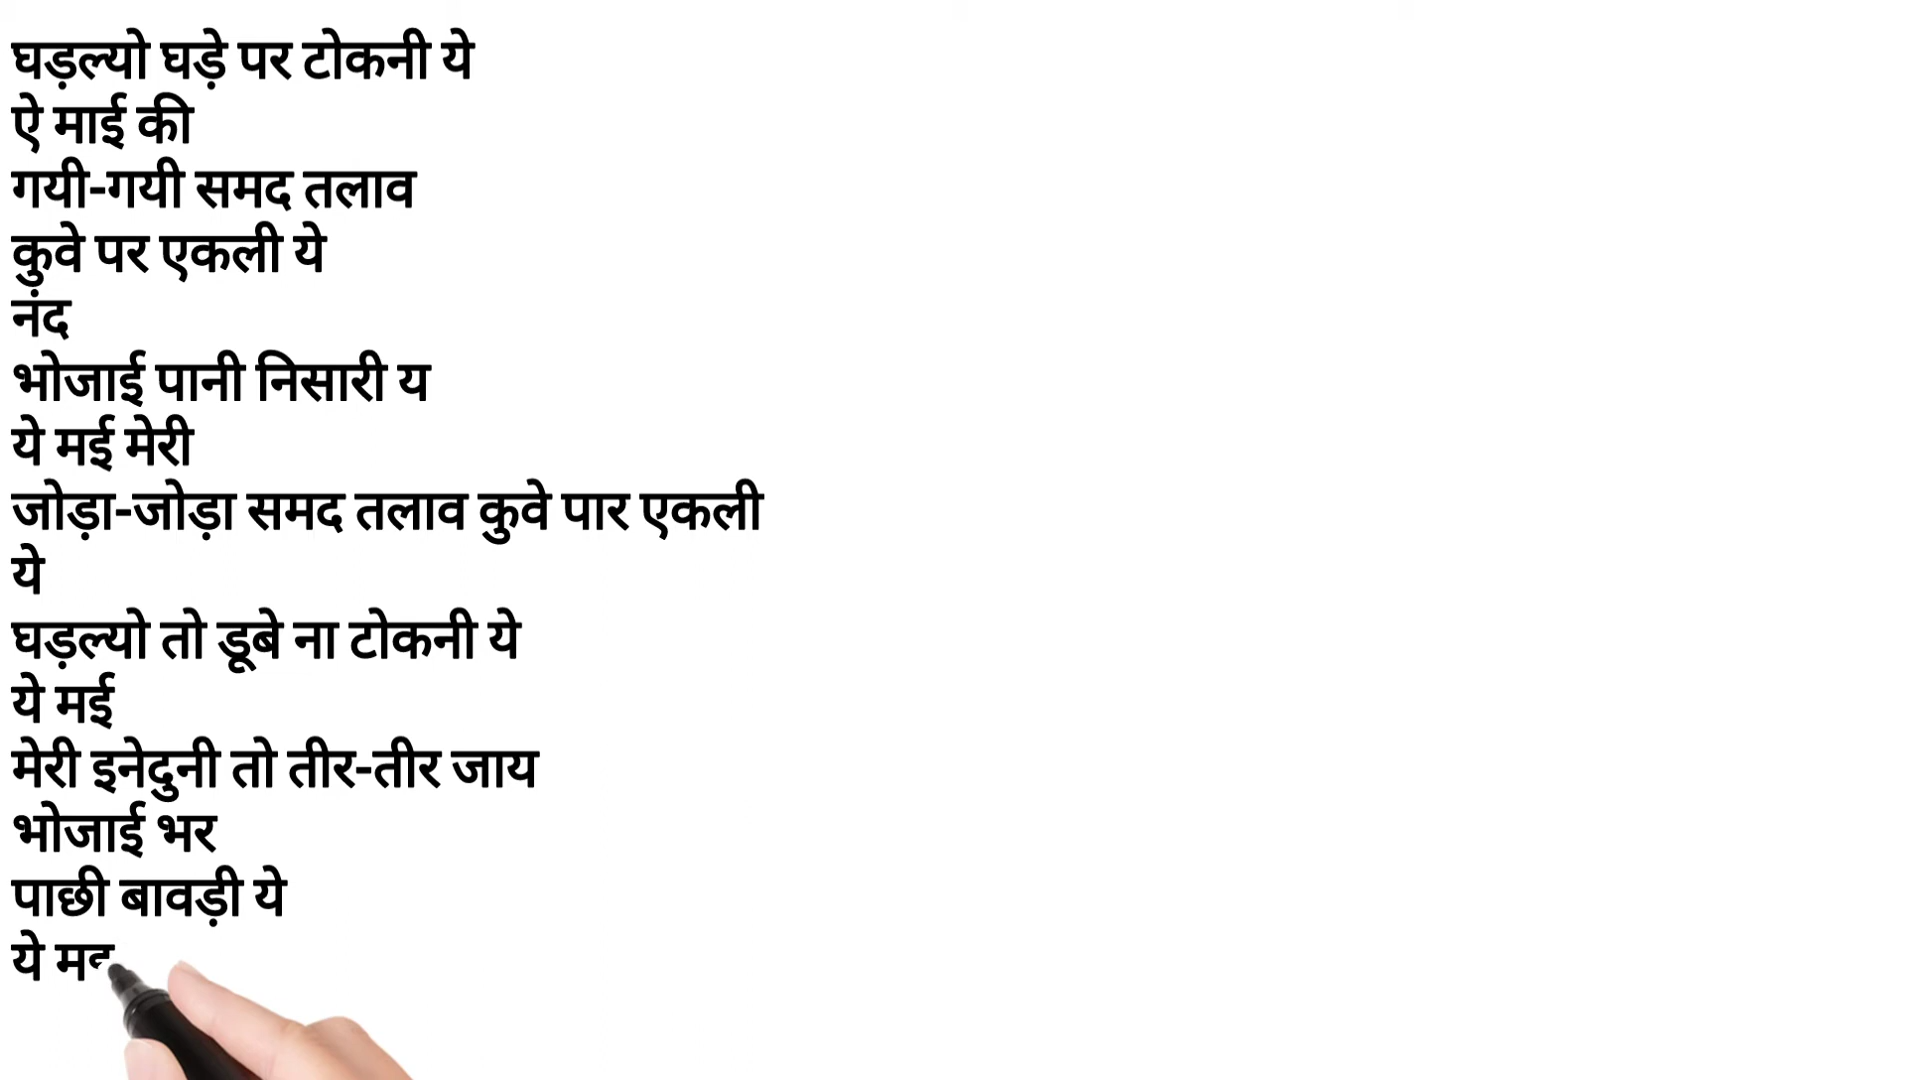 घड़ल्यो घड़े पर टोकनी ये
ऐ माई की
गयी-गयी समद तलाव
कुवे पर एकली ये
नंद
भोजाई पानी निसारी य
ये मई मेरी
जोड़ा-जोड़ा समद तलाव कुवे पार एकली
ये
घड़ल्यो तो डूबे ना टोकनी ये
ये मई
मेरी इनेदुनी तो तीर-तीर जाय
भोजाई भर
पाछी बावड़ी ये
ये